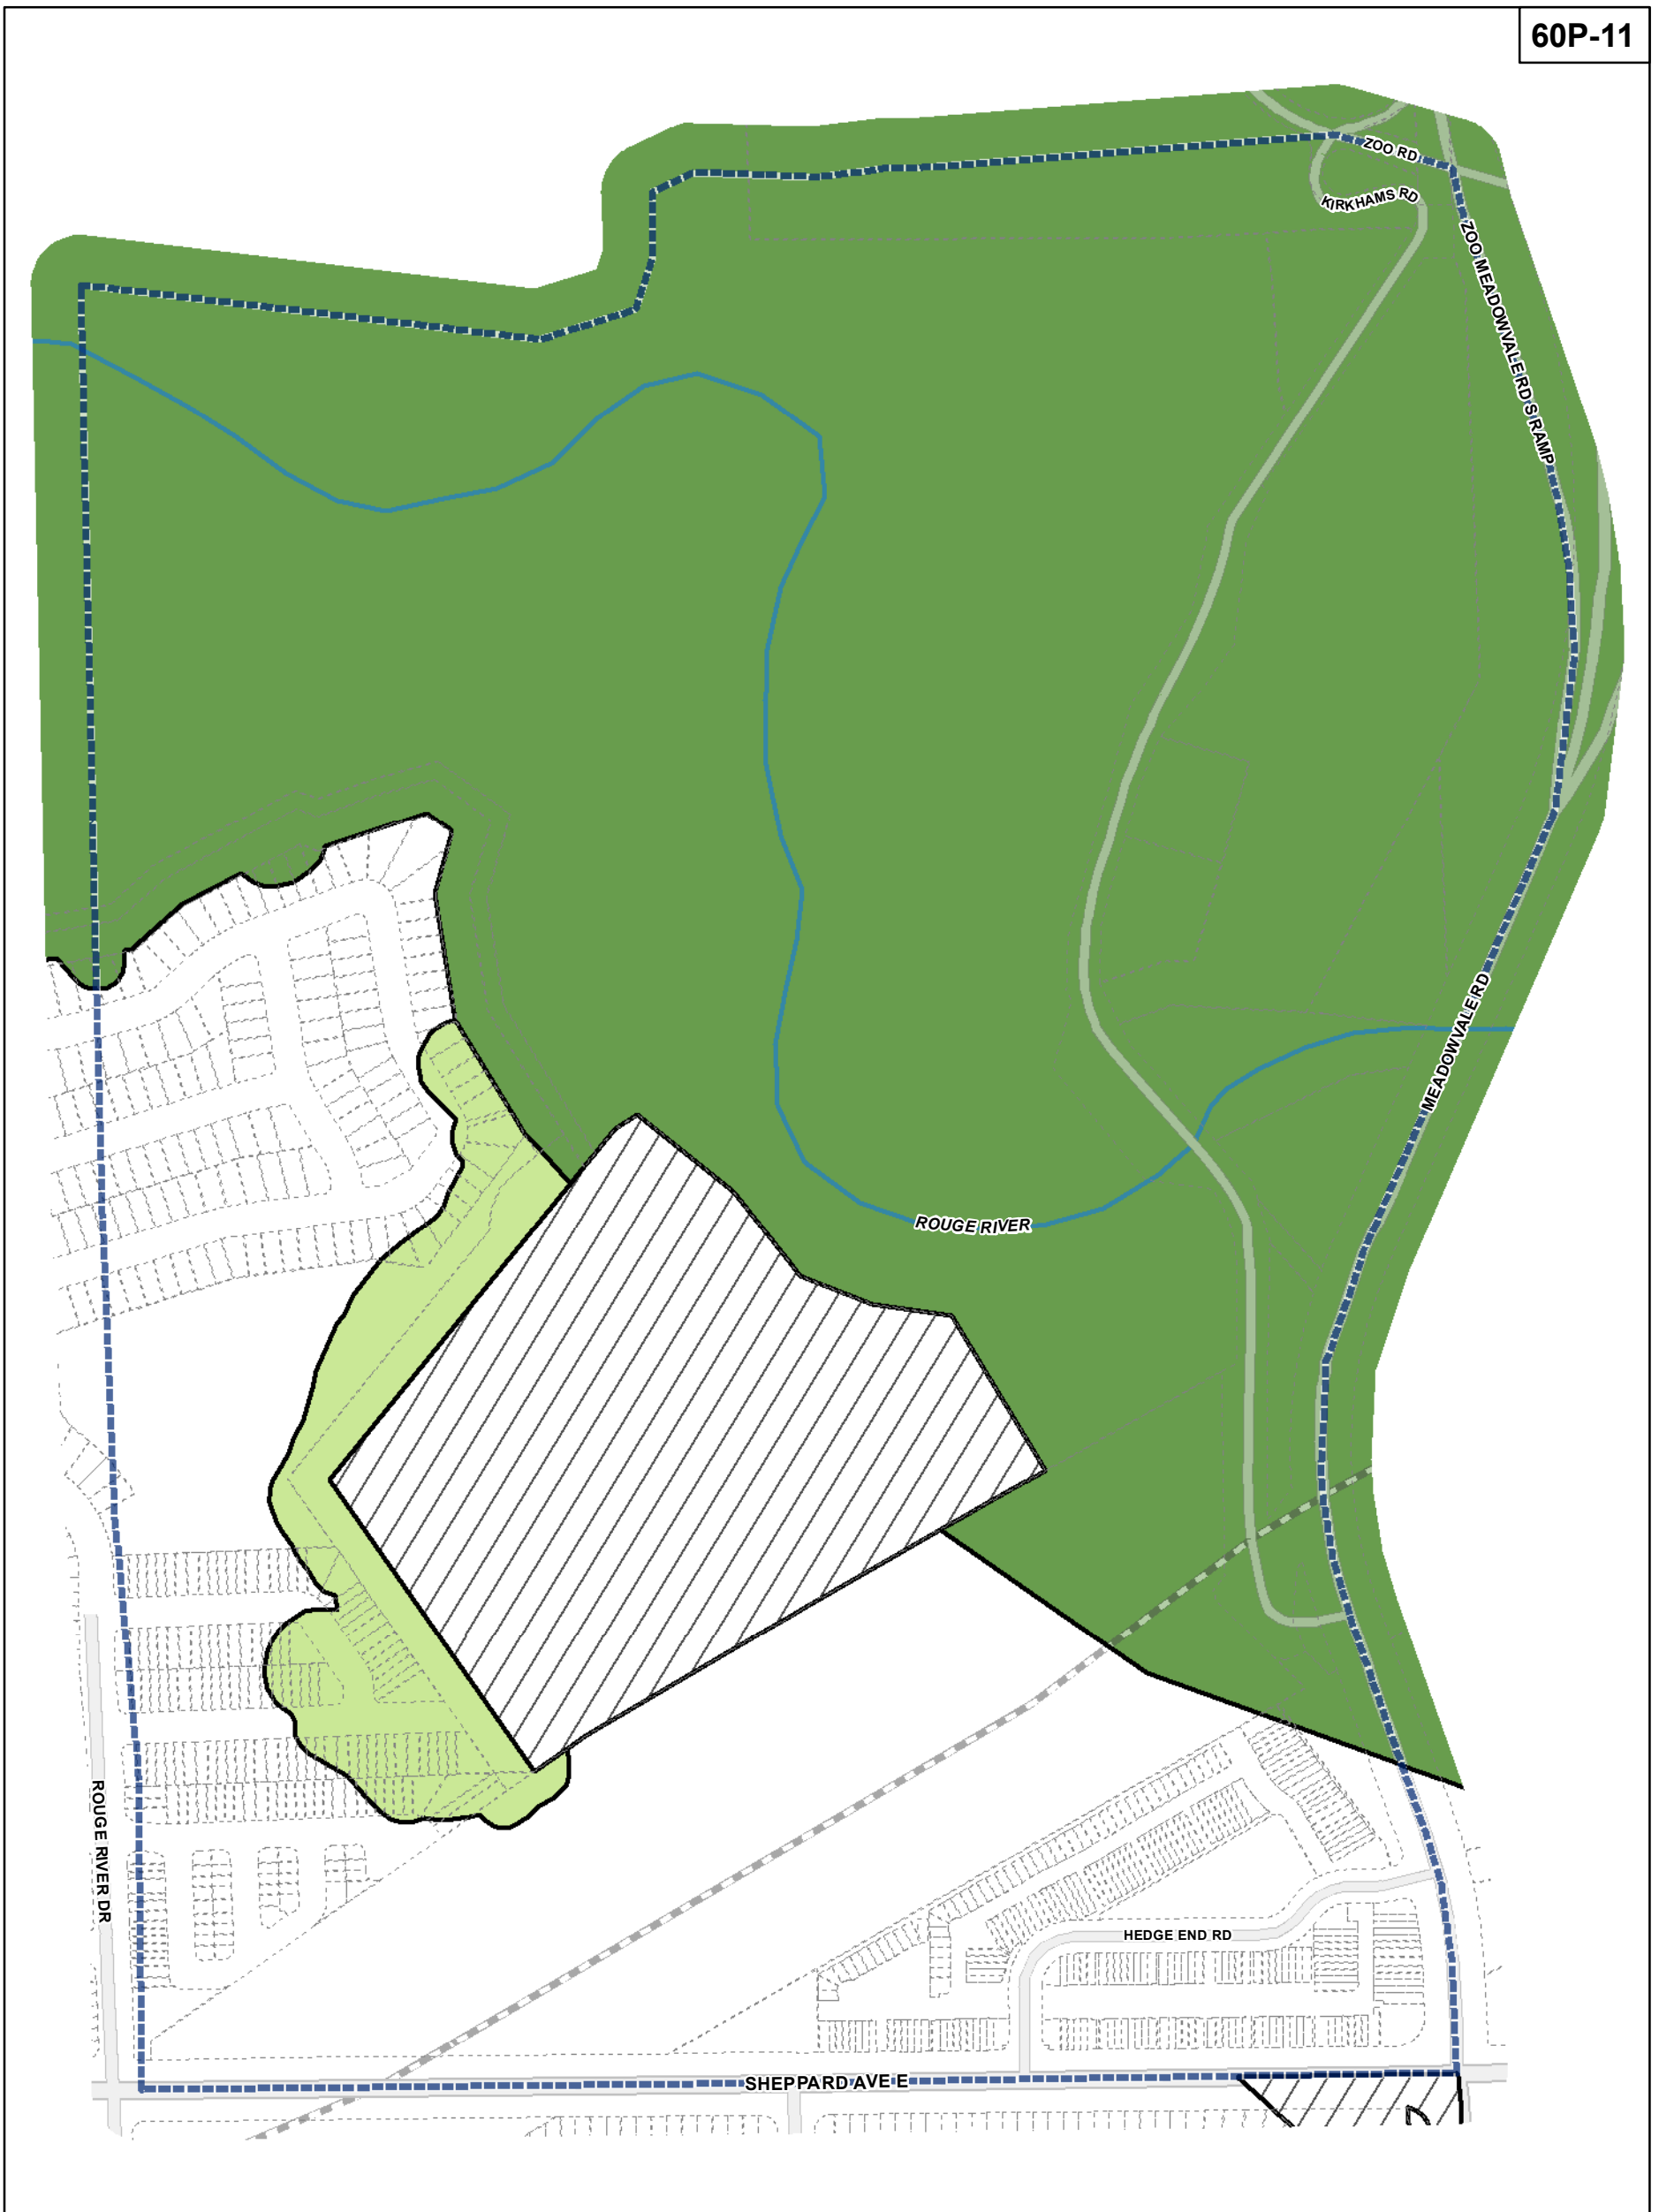 60P-11
ZOO RD
KIRKHAMS RD
ZOO MEADOWVALE RD S RAMP
MEADOWVALE RD
ROUGE RIVER
ROUGE RIVER DR
HEDGE END RD
SHEPPARD AVE E